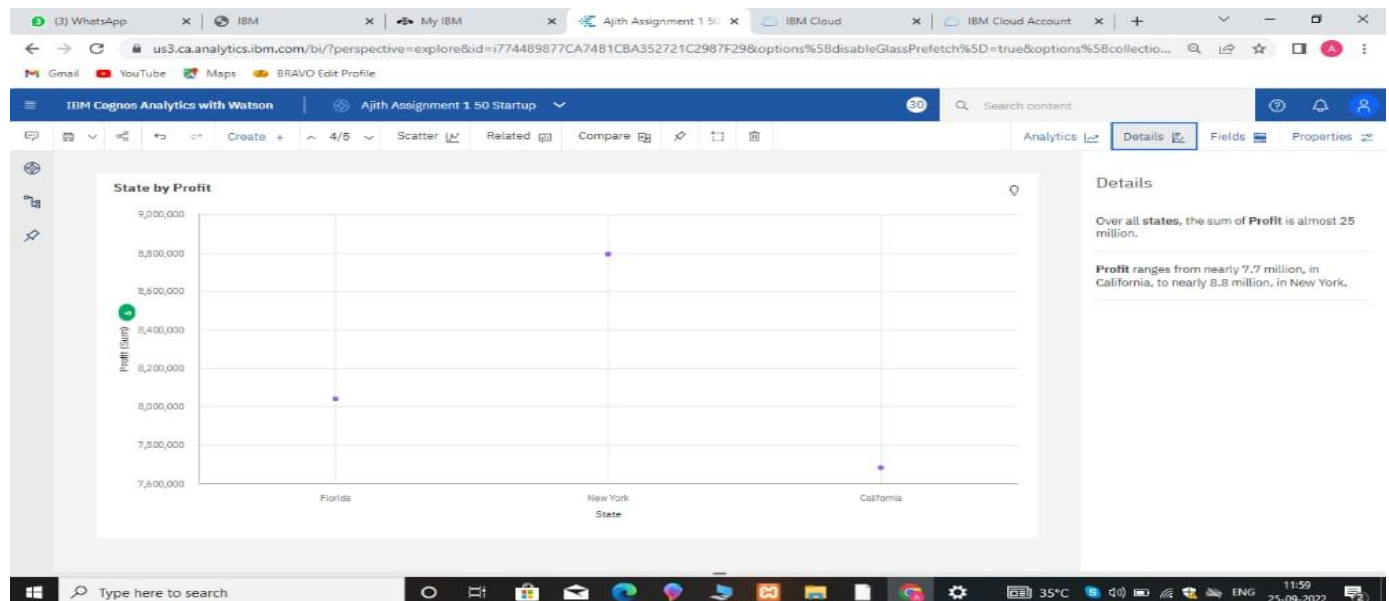 (3) WhatsApp
IBM
My IBM
Ajith Assignment 1 50
IBM Cloud
IBM Cloud Account
us3.ca.analytics.ibm.com/bi/?perspective=explore&id=i774489877CA7481CBA352721C2987F29&options%5BdisableGlassPrefetch%5D=true&options%5Bcollectio...
A
Gmail
YouTube
Maps
BRAVO Edit Profile
IBM Cognos Analytics with Watson
Ajith Assignment 1 50 Startup
30
Search content
Create +
4/5
Scatter
Related
Compare
Analytics
Details
Fields
Properties
State by Profit
9,000,000
8,800,000
8,600,000
8,400,000
8,200,000
8,000,000
7,800,000
7,600,000
Profit (Sum)
Florida
New York
California
State
Details
Over all states, the sum of Profit is almost 25
million.
Profit ranges from nearly 7.7 million, in
California, to nearly 8.8 million, in New York.
Type here to search
35°C
ENG
11:59
25-09-2022
2